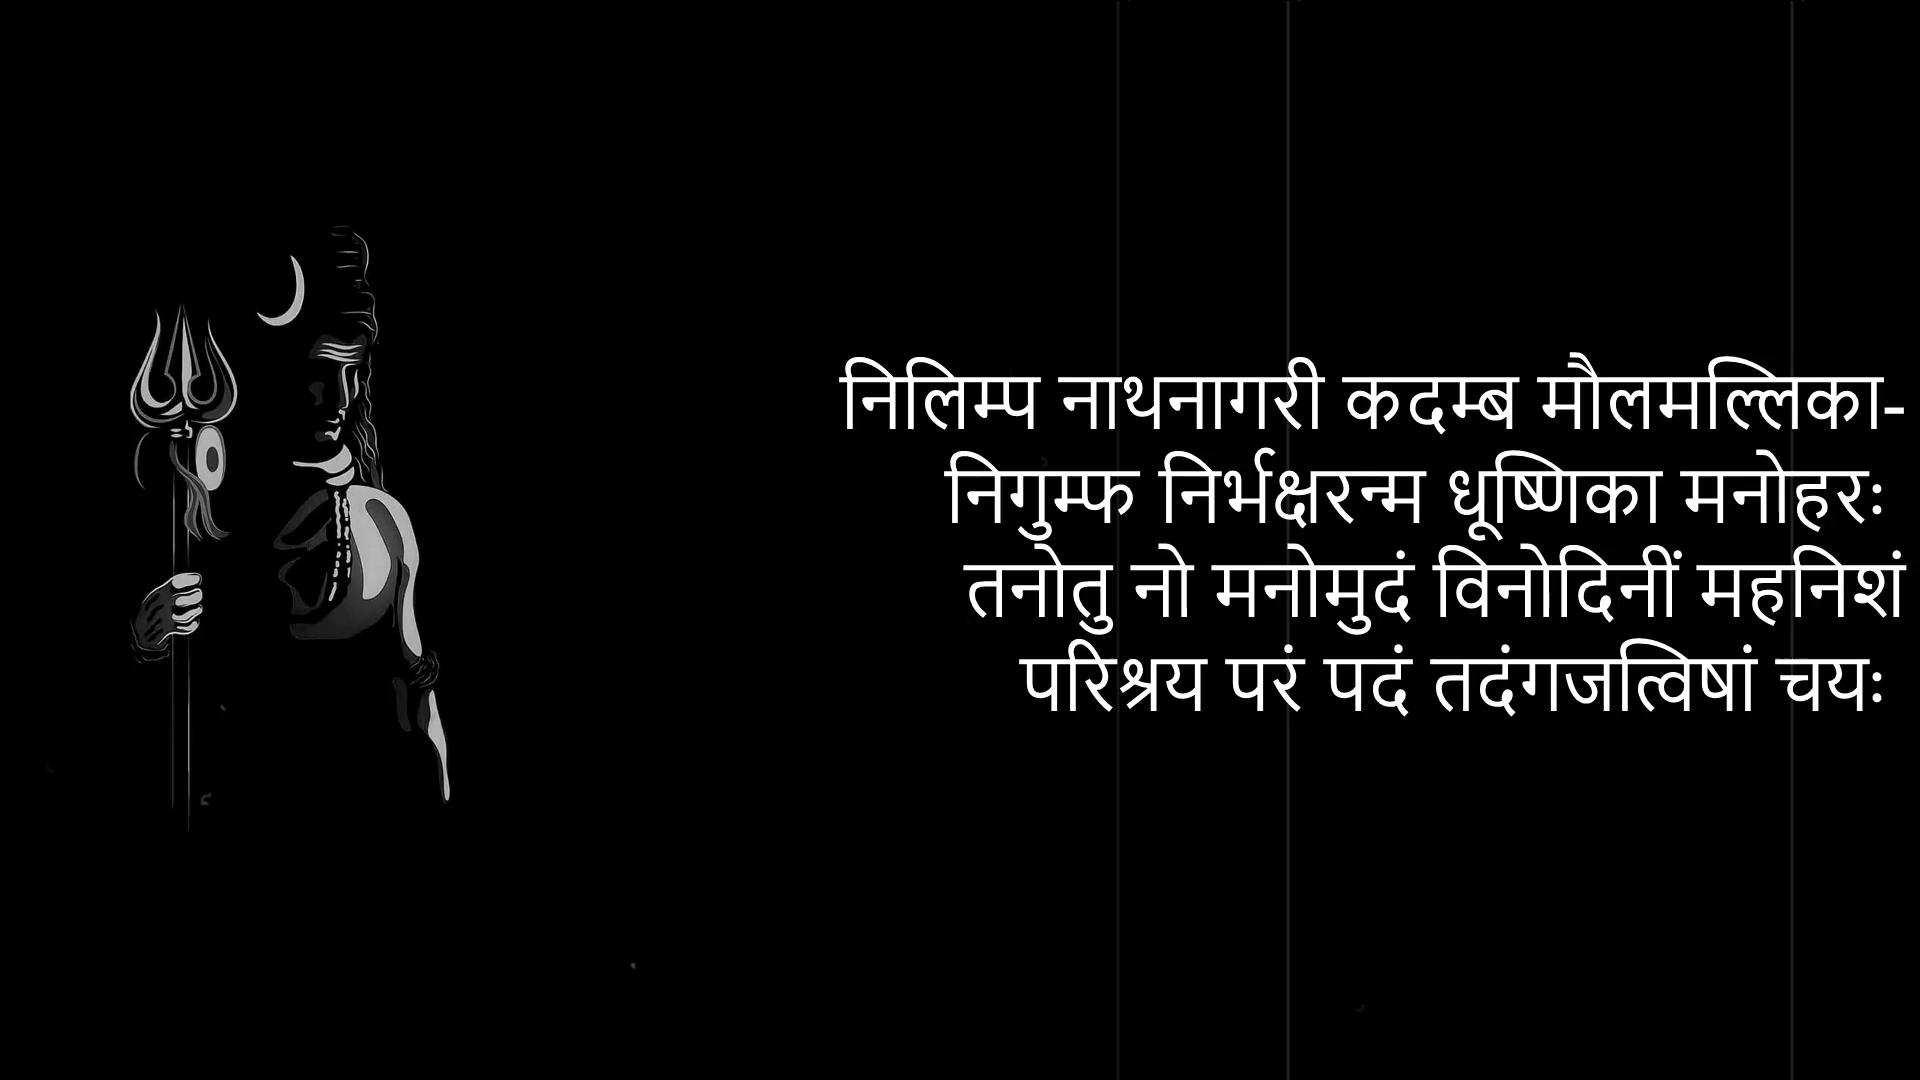 निलिम्प नाथनागरी कदम्ब मौलमल्लिका-
निगुम्फ निर्भक्षरन्म धूष्णिका मनोहरः
तनोतु नो मनोमुदं विनोदिनीं महनिशं
परिश्रय परं पदं तदंगजत्विषां चयः